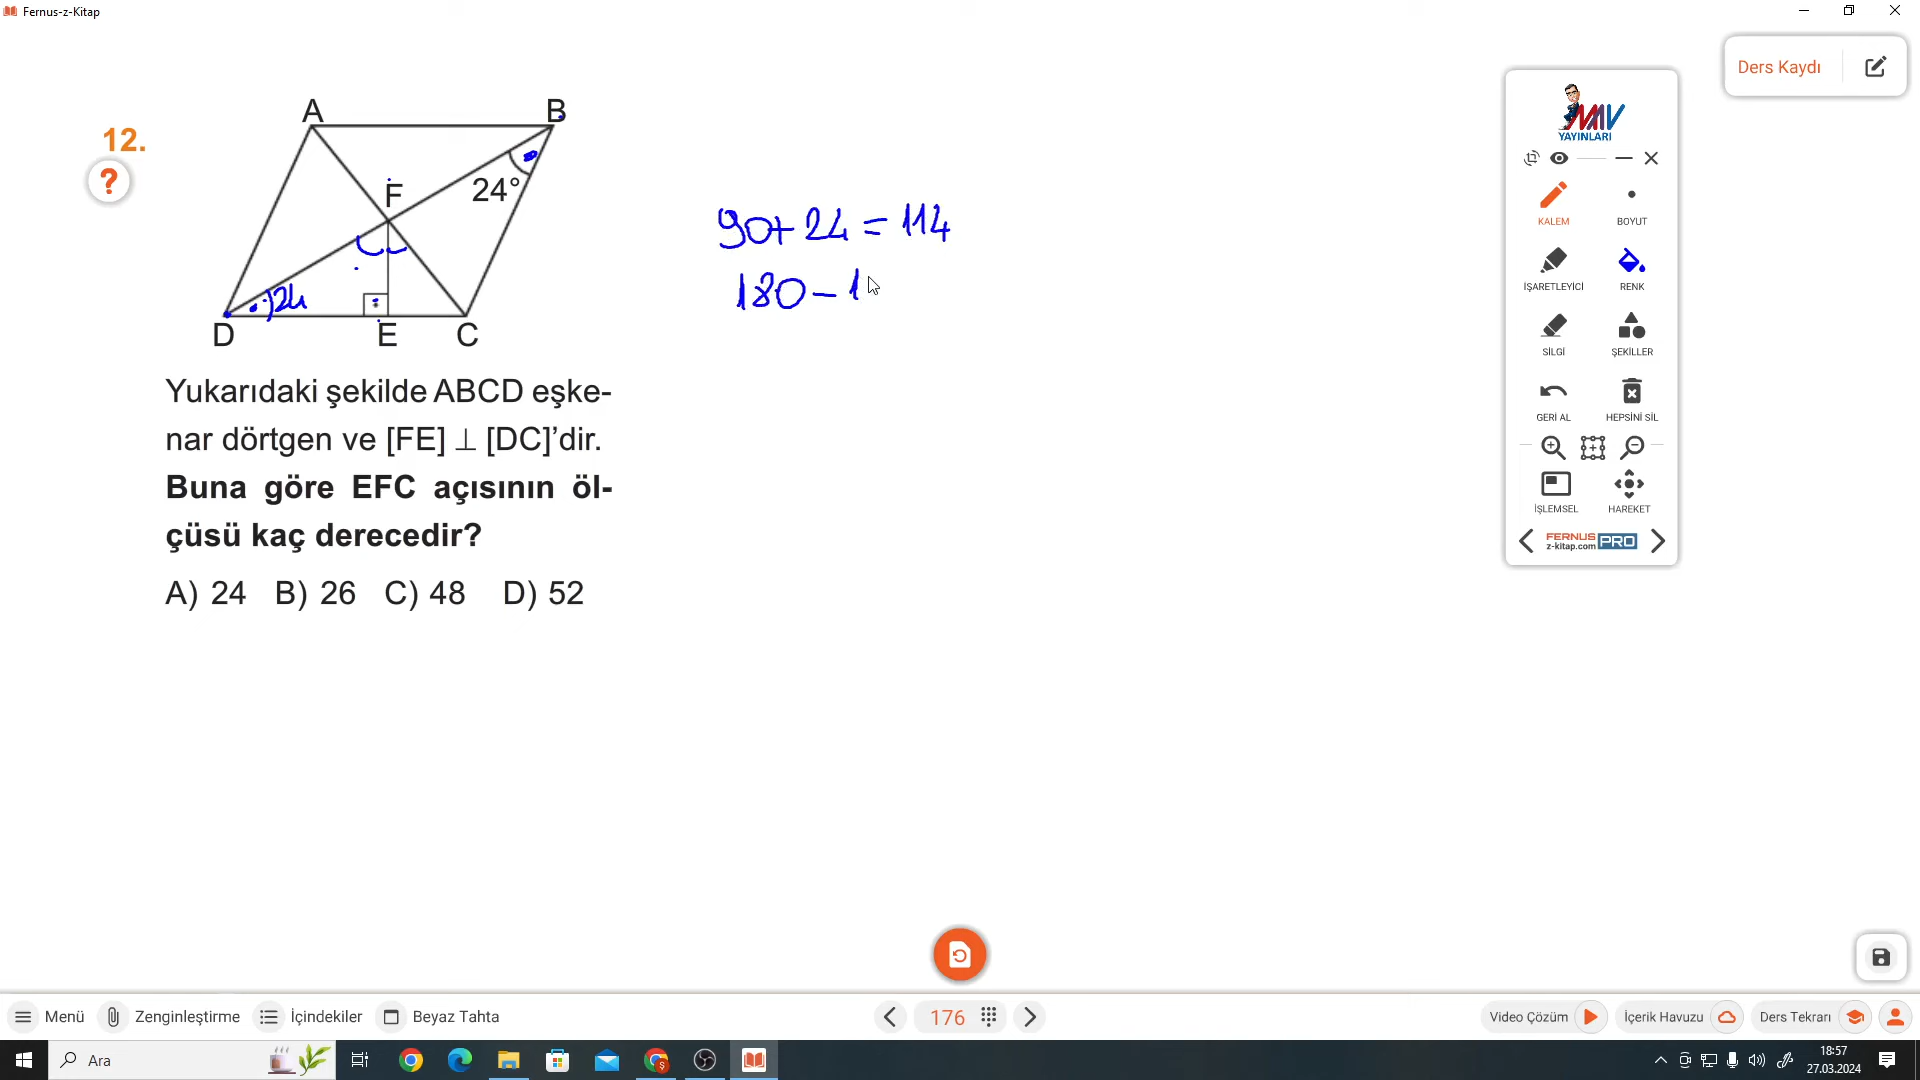 Fernus-z-Kitap
Ders Kaydı
MAV
YAYINLARI
KALEM
BOYUT
İŞARETLEYİCİ
RENK
SİLGİ
ŞEKİLLER
GERİ AL
HEPSİNİ SİL
İŞLEMSEL
HAREKET
FERNUS
z-kitap.com PRO
12.
?
A
B
F
24°
24
D
E
C
90+24=114
180-1
Yukarıdaki şekilde ABCD eşke-
nar dörtgen ve [FE] ⊥ [DC]’dir.
Buna göre EFC açısının öl-
çüsü kaç derecedir?
A) 24 B) 26 C) 48 D) 52
Menü
Zenginleştirme
İçindekiler
Beyaz Tahta
176
Video Çözüm
İçerik Havuzu
Ders Tekrarı
Ara
18:57
27.03.2024